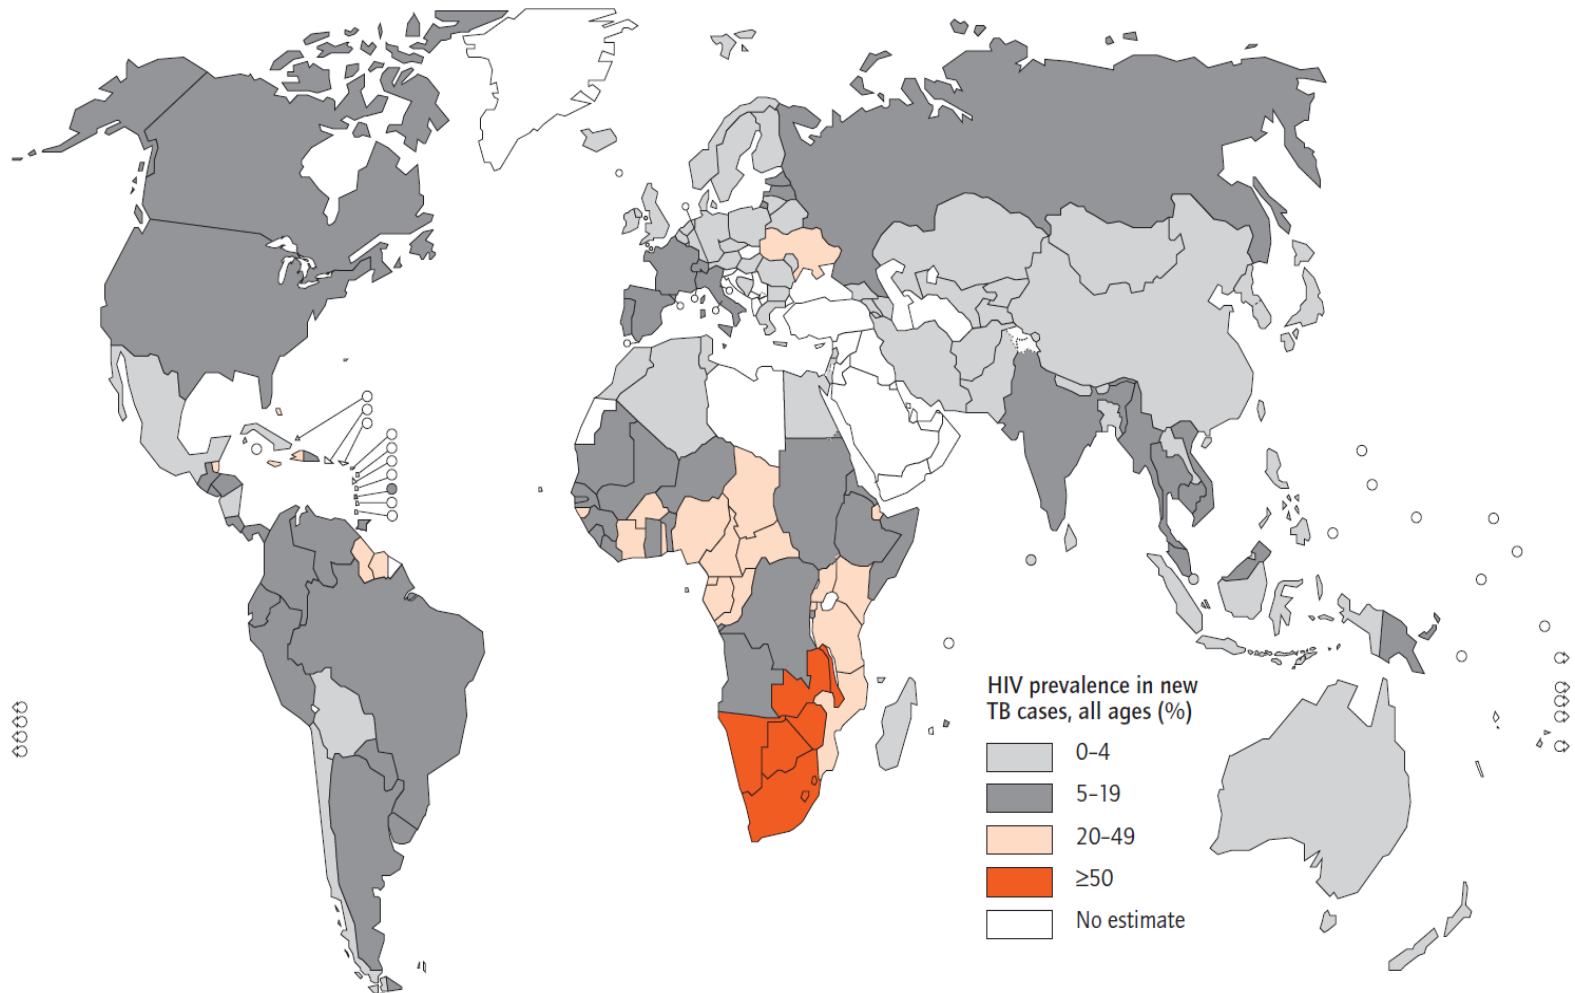 HIV prevalence in new
TB cases, all ages (%)
0–4
5–19
20–49
≥50
No estimate